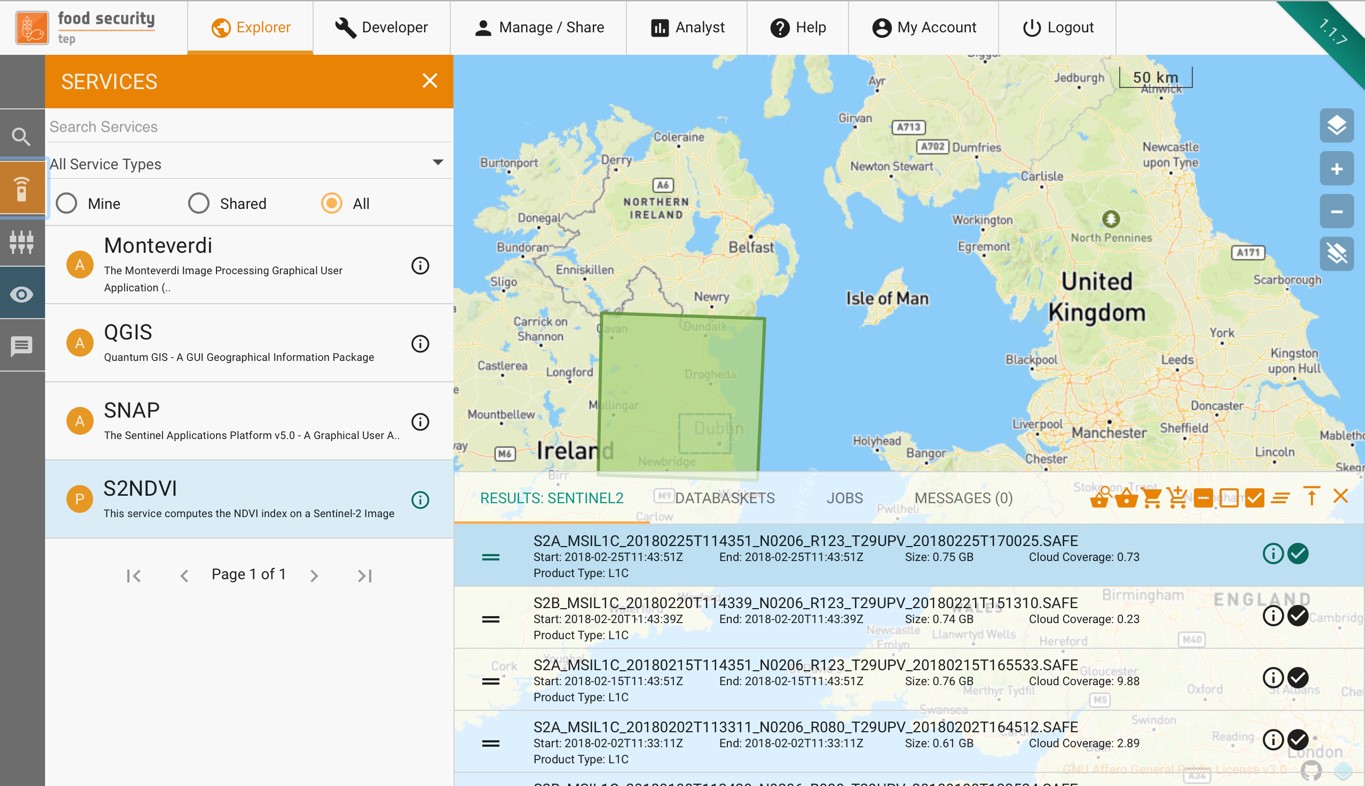 food security
tep
Explorer
Developer
Manage / Share
Analyst
Help
My Account
Logout
1.1.7
SERVICES
Search Services
All Service Types
Mine
Shared
All
A
Monteverdi
The Monteverdi Image Processing Graphical User
Application (..
A
QGIS
Quantum GIS - A GUI Geographical Information Package
A
SNAP
The Sentinel Applications Platform v5.0 - A Graphical User A..
P
S2NDVI
This service computes the NDVI index on a Sentinel-2 Image
Page 1 of 1
50 km
Jedburgh
Alnwick
Ayr
Girvan
A713
A702
Dumfries
Newton Stewart
Coleraine
Burtonport
Derry
Newcastle
upon Tyne
Carlisle
A6
NORTHERN
IRELAND
Donegal
Workington
Egremont
North Pennines
Bundoran
Belfast
A171
Enniskillen
Sligo
Scarborough
Isle of Man
United
Kingdom
Newry
Carrick on
Shannon
Cavan
Dundalk
York
Castlerea
Longford
Drogheda
Blackpool
Leeds
Kingston
upon Hull
Mullingar
Mountbellew
Doncaster
Liverpool
Manchester
Sheffield
Dublin
M6
Ireland
Newbridge
Holyhead
Bangor
Chester
Lincoln
Birr
RESULTS: SENTINEL2
M9
DATABASKETS
JOBS
MESSAGES (0)
Carlow
Pwllheli
S2A_MSIL1C_20180225T114351_N0206_R123_T29UPV_20180225T170025.SAFE
Start: 2018-02-25T11:43:51Z End: 2018-02-25T11:43:51Z Size: 0.75 GB Cloud Coverage: 0.73
Product Type: L1C
S2B_MSIL1C_20180220T114339_N0206_R123_T29UPV_20180221T151310.SAFE
Start: 2018-02-20T11:43:39Z End: 2018-02-20T11:43:39Z Size: 0.74 GB Cloud Coverage: 0.23
Product Type: L1C
Birmingham
ENGLAND
WALES
Newcastle
Emlyn
Llanwrtyd Wells
Hereford
M40
S2A_MSIL1C_20180215T114351_N0206_R123_T29UPV_20180215T165533.SAFE
Start: 2018-02-15T11:43:51Z End: 2018-02-15T11:43:51Z Size: 0.76 GB Cloud Coverage: 9.88
Product Type: L1C
Cork
Gloucester
Merthyr Tydfil
Oxford
St Albans
M5
Swansea
S2A_MSIL1C_20180202T113311_N0206_R080_T29UPV_20180202T164512.SAFE
Start: 2018-02-02T11:33:11Z End: 2018-02-02T11:33:11Z Size: 0.61 GB Cloud Coverage: 2.89
Product Type: L1C
Swindon
Reading
London
GNU Affero General Public License v3.0